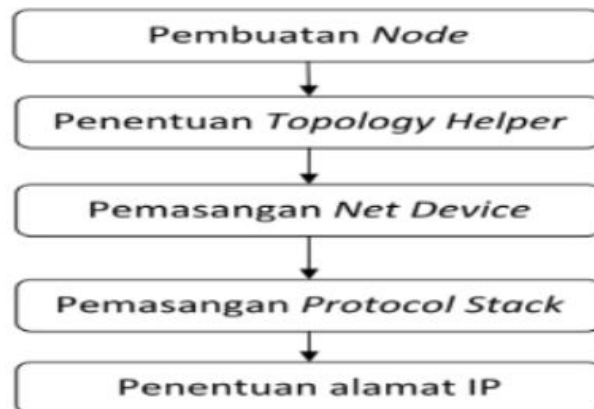 Pembuatan Node
Penentuan Topology Helper
Pemasangan Net Device
Pemasangan Protocol Stack
Penentuan alamat IP